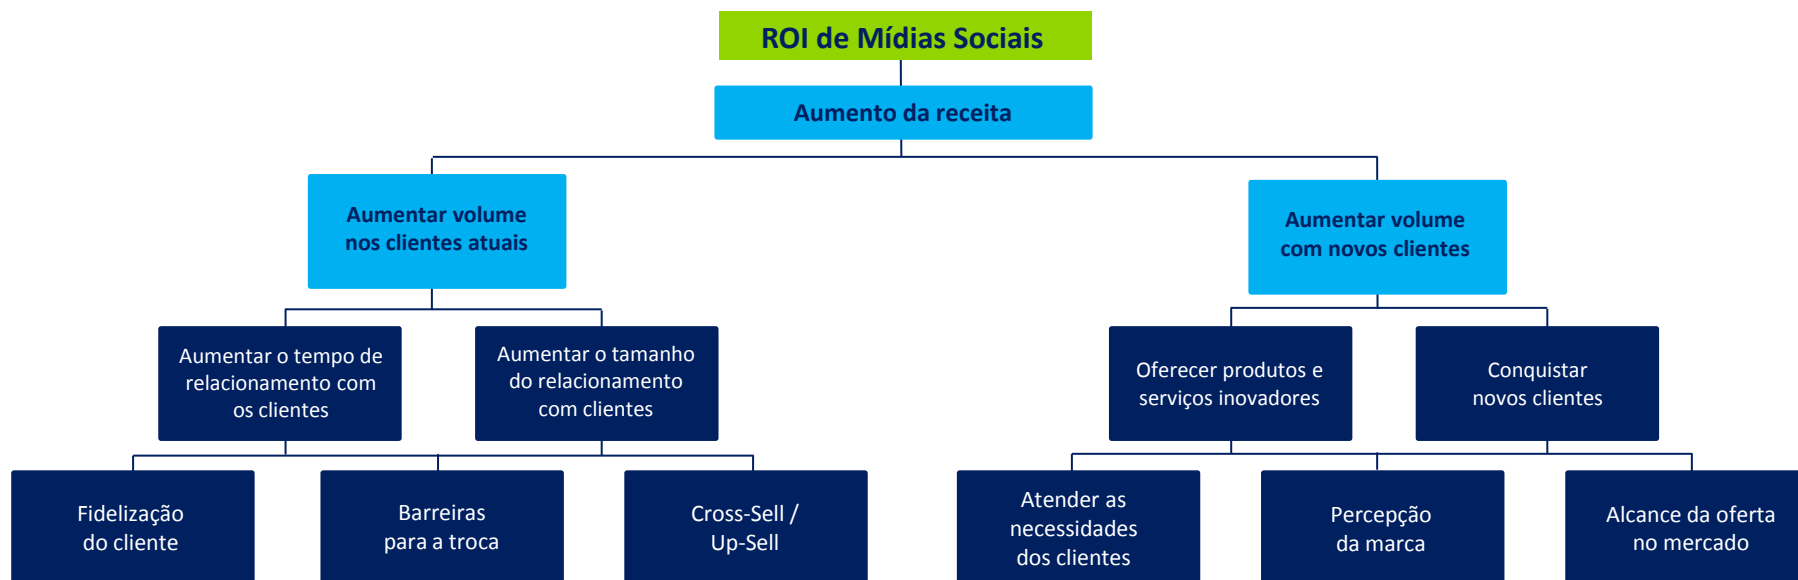 ROI de Mídias Sociais
Aumento da receita
Aumentar volume
nos clientes atuais
Aumentar volume
com novos clientes
Aumentar o tempo de
relacionamento com
os clientes
Aumentar o tamanho
do relacionamento
com clientes
Oferecer produtos e
serviços inovadores
Conquistar
novos clientes
Fidelização
do cliente
Barreiras
para a troca
Cross-Sell /
Up-Sell
Atender as
necessidades
dos clientes
Percepção
da marca
Alcance da oferta
no mercado